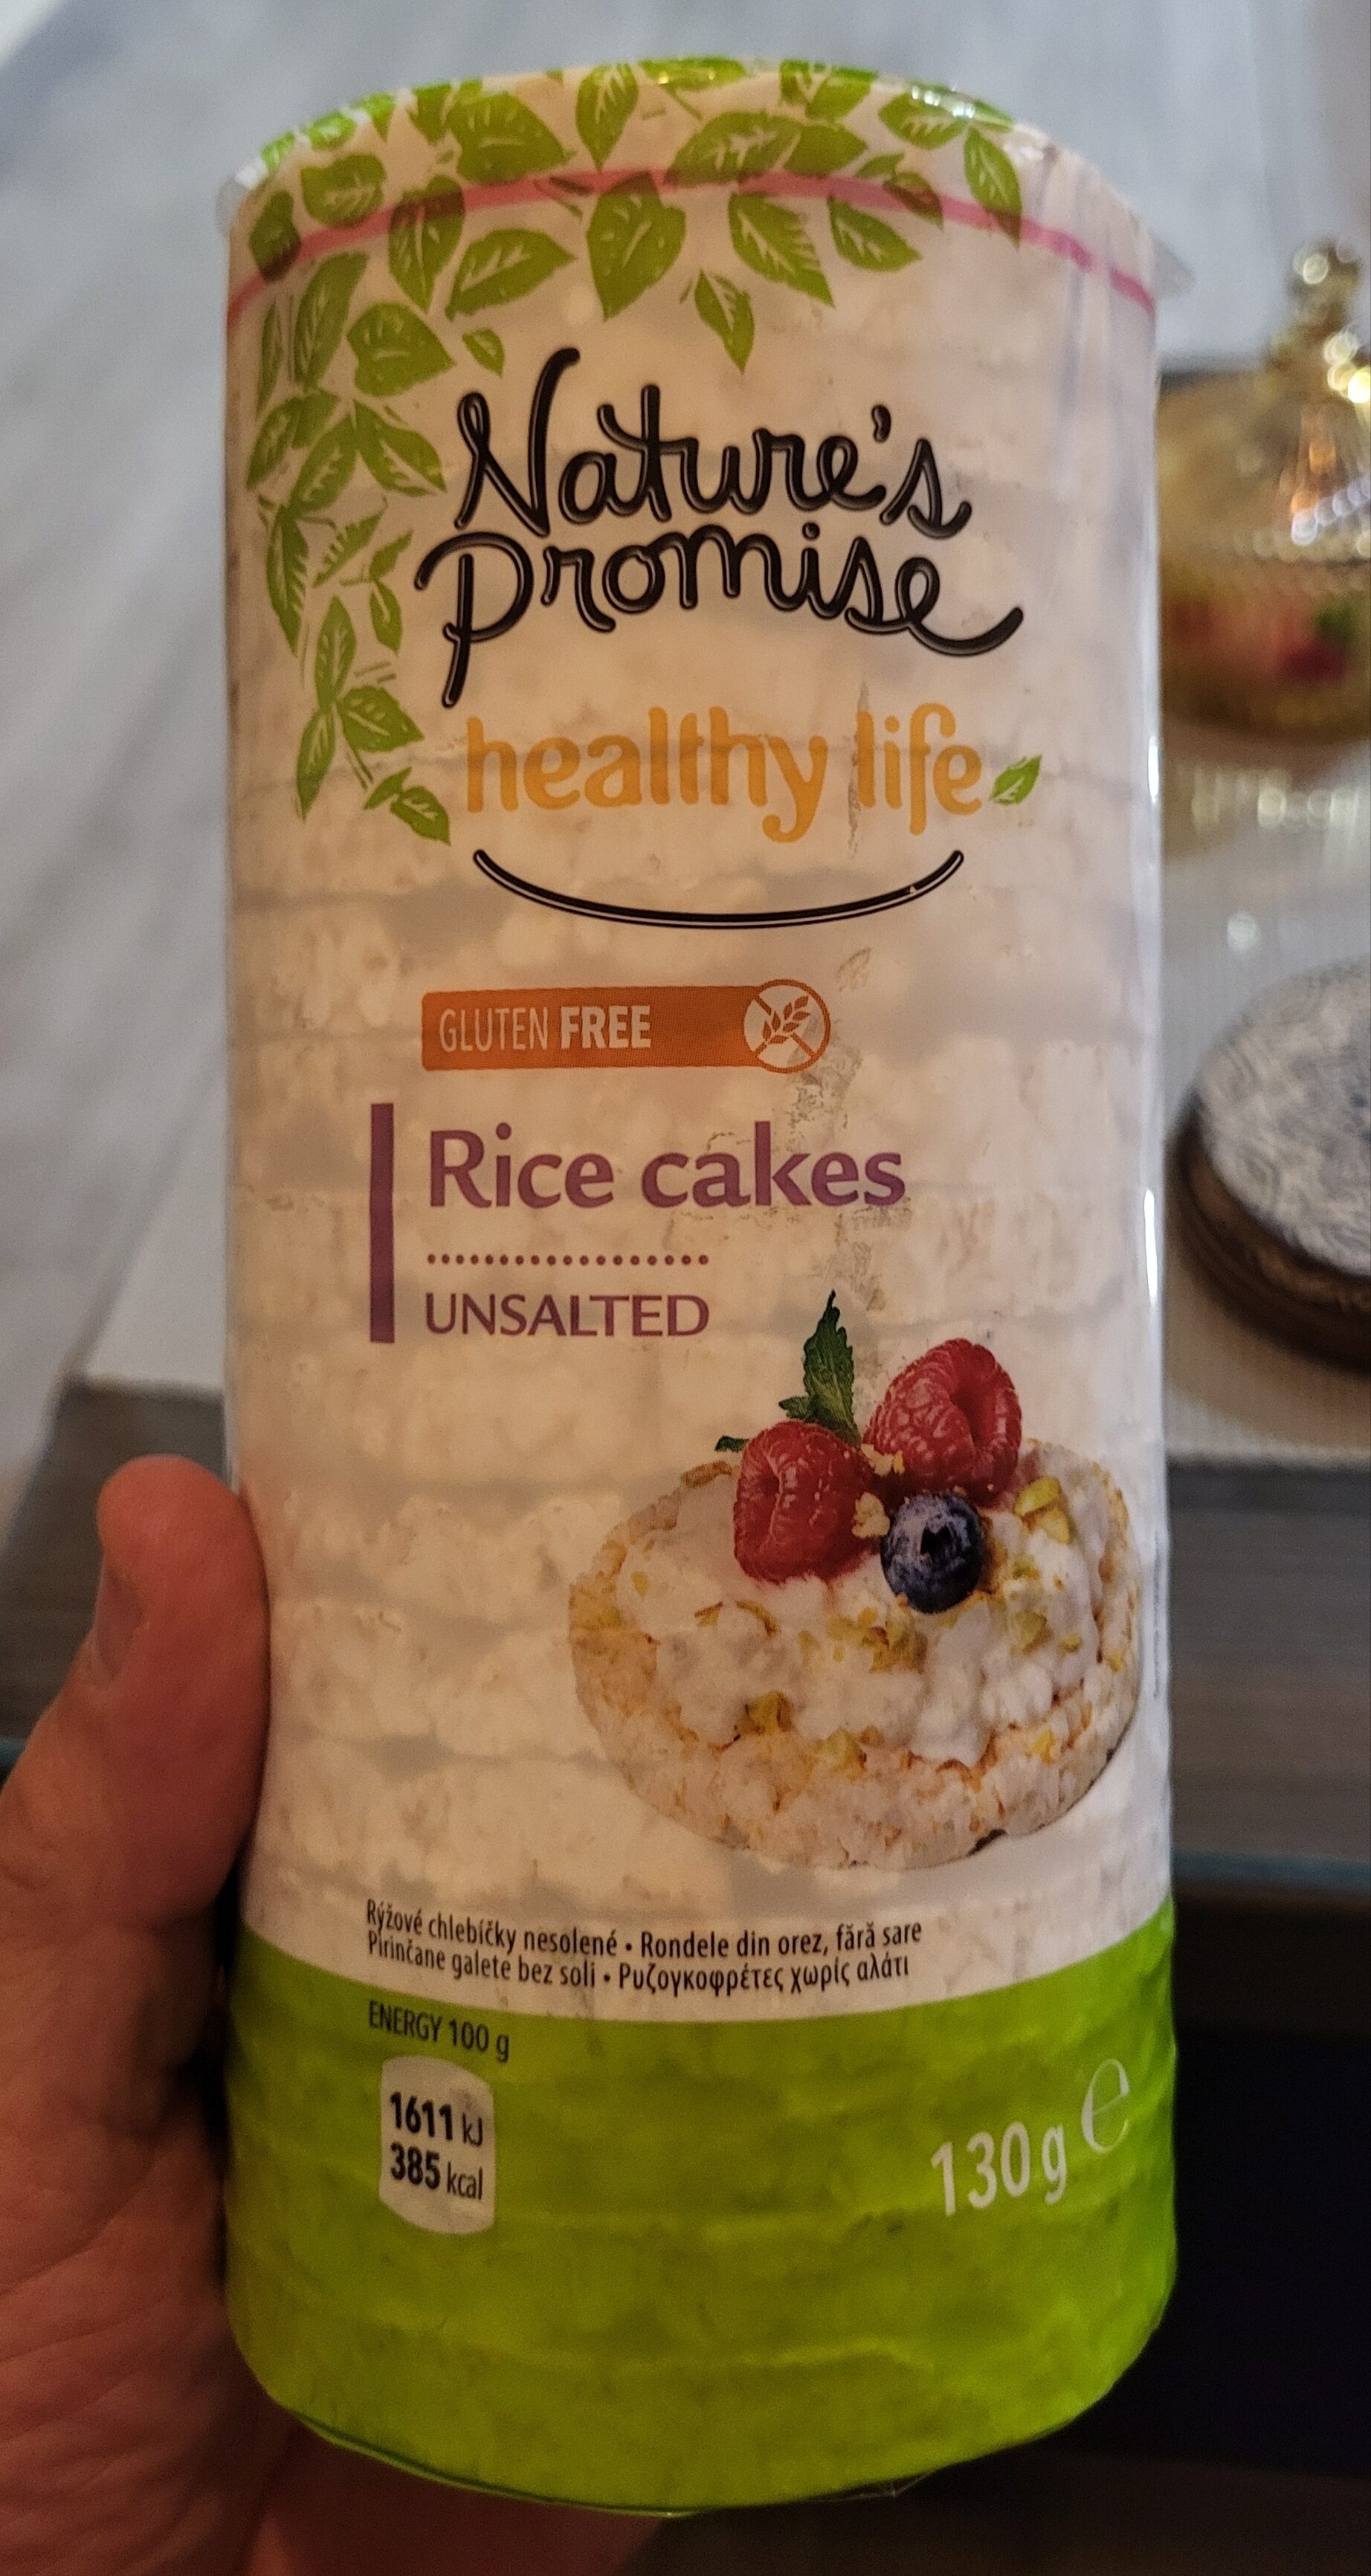 Nature's
Promise
healthy life
GLUTEN FREE
Rice cakes
UNSALTED
Rýžové chlebíčky nesolené • Rondele din orez, fără sare
Pirinčane galete bez soli • Ρυζογκοφρέτες χωρίς αλάτι
ENERGY 100 g
1611 kJ
385 kcal
130 g e